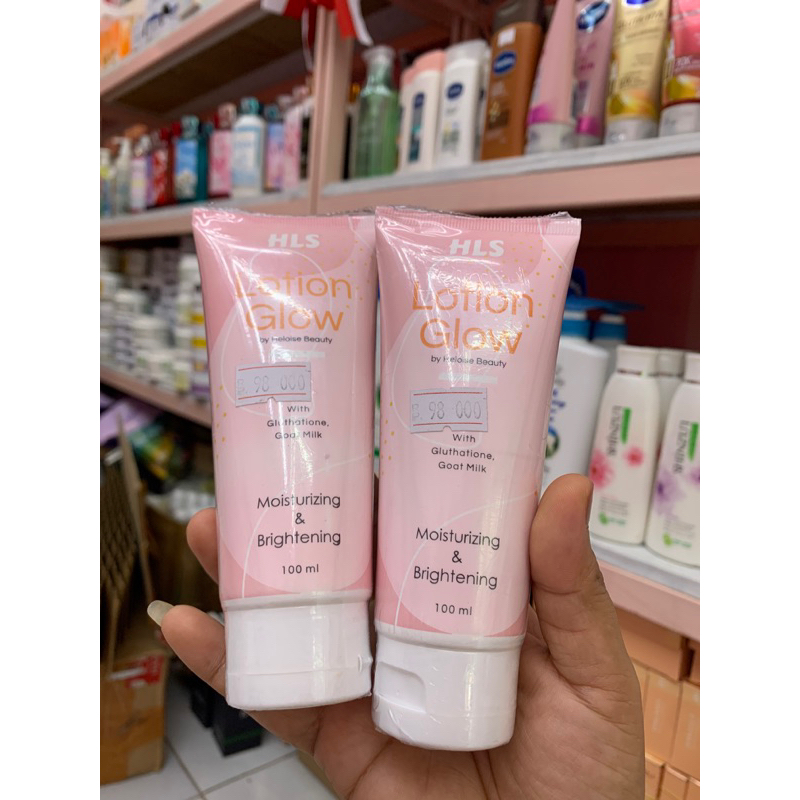 HLS
Lotion
Glow
by Heloise Beauty
98 000
With
Gluthatione,
Goat Milk
Moisturizing
&
Brightening
100 ml
HLS
Lotion
Glow
by Heloise Beauty
98 000
With
Gluthatione,
Goat Milk
Moisturizing
&
Brightening
100 ml